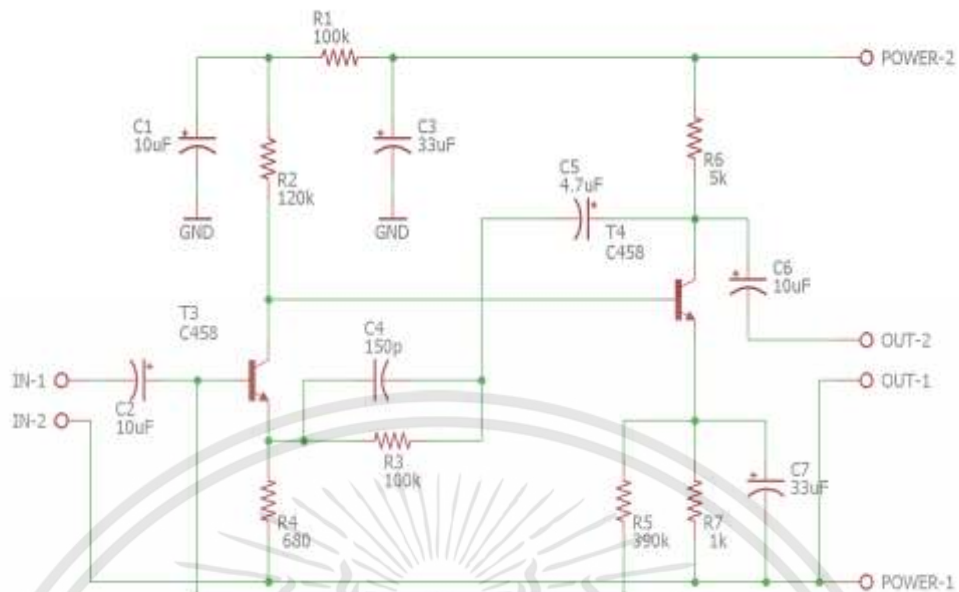 R1
100k
POWER-2
C1
10uF
C3
33uF
R2
120k
R6
5k
C5
4.7uF
GND
GND
T4
C458
C6
10uF
T3
C458
C4
150p
OUT-2
IN-1
OUT-1
C2
10uF
IN-2
R3
100k
C7
33uF
R4
680
R5
390k
R7
1k
POWER-1